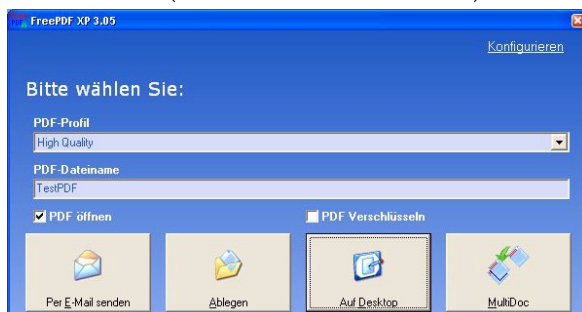 FreePDF XP 3.05
Konfigurieren
Bitte wählen Sie:
PDF-Profil
High Quality
PDF-Dateiname
TestPDF
PDF öffnen PDF Verschlüsseln
Per E-Mail senden Ablegen Auf Desktop MultiDoc